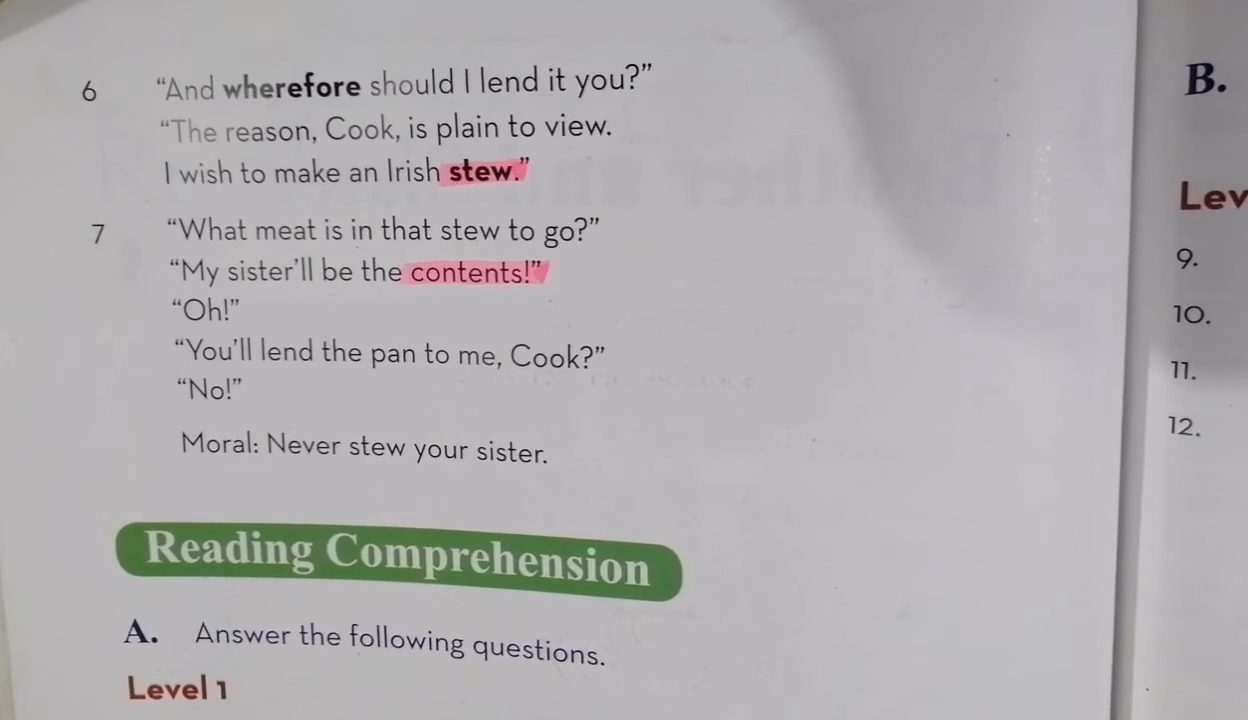 6 “And wherefore should I lend it you?”
“The reason, Cook, is plain to view.
I wish to make an Irish stew.”
7 “What meat is in that stew to go?”
“My sister’ll be the contents!”
“Oh!”
“You’ll lend the pan to me, Cook?”
“No!”
Moral: Never stew your sister.
Reading Comprehension
A. Answer the following questions.
Level 1
B.
Lev
9.
10.
11.
12.